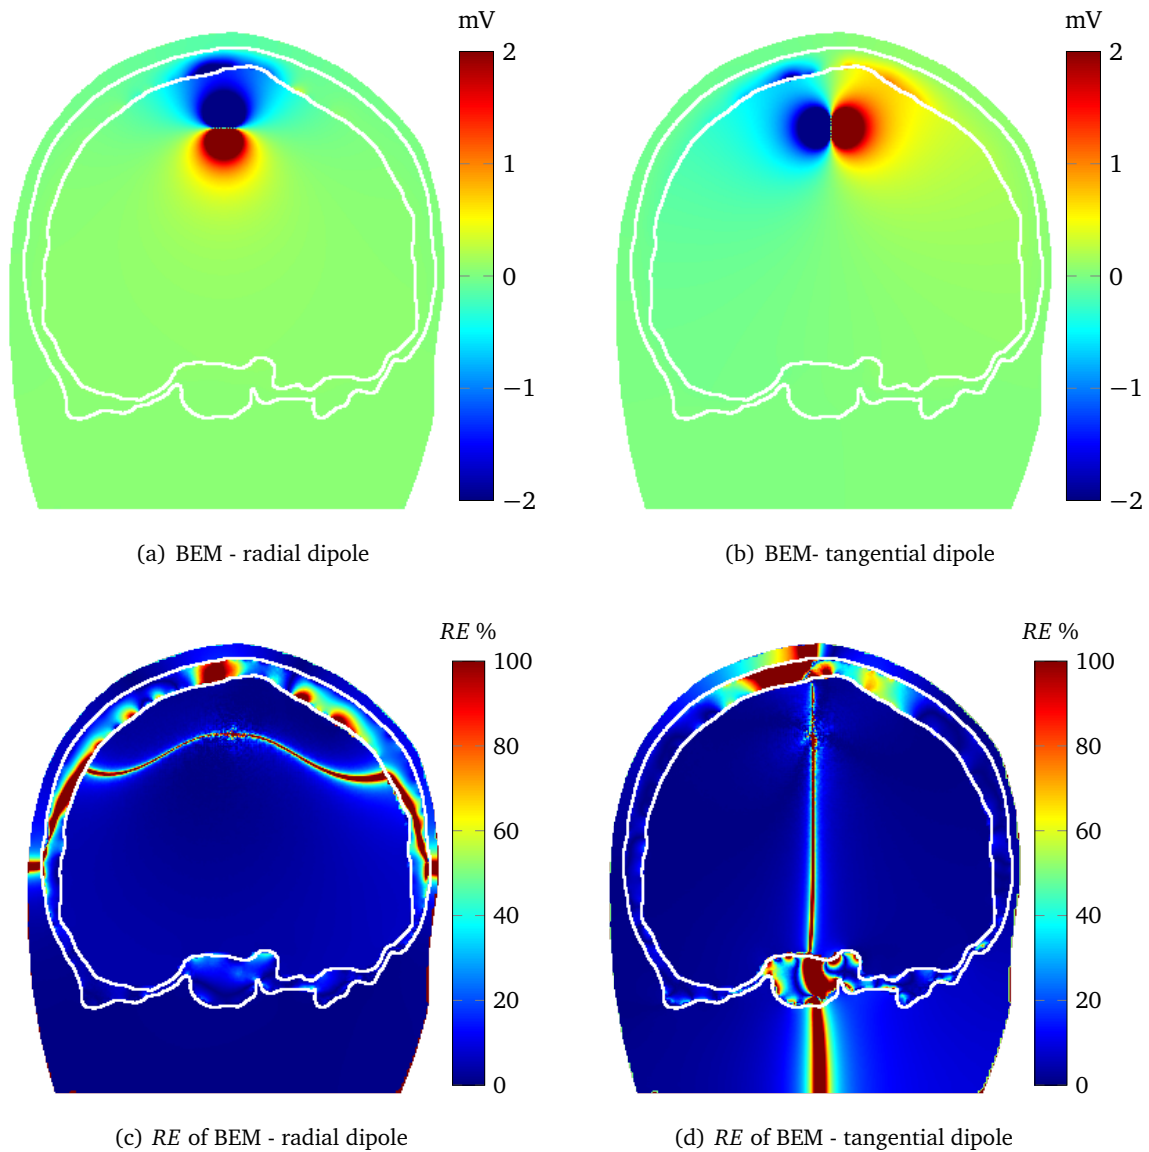 mV
2
1
0
−1
−2
(a) BEM - radial dipole
mV
2
1
0
−1
−2
(b) BEM- tangential dipole
RE %
100
80
60
40
20
0
(c) RE of BEM - radial dipole
RE %
100
80
60
40
20
0
(d) RE of BEM - tangential dipole